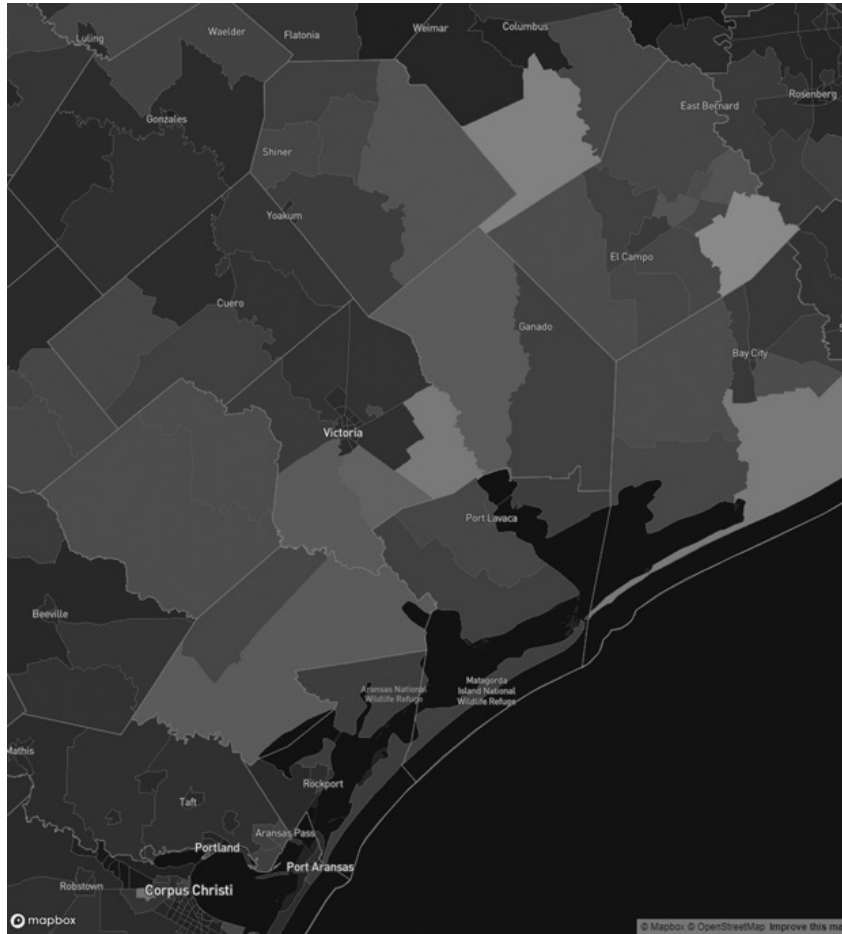 Luling
Waelder
Flatonia
Weimar
Columbus
Rosenberg
East Bernard
Gonzales
Shiner
Yoakum
El Campo
Cuero
Ganado
Bay City
Victoria
Port Lavaca
Beeville
Aransas National
Wildlife Refuge
Matagorda
Island National
Wildlife Refuge
Mathis
Rockport
Taft
Aransas Pass
Portland
Port Aransas
Robstown
Corpus Christi
mapbox
© Mapbox © OpenStreetMap Improve this ma